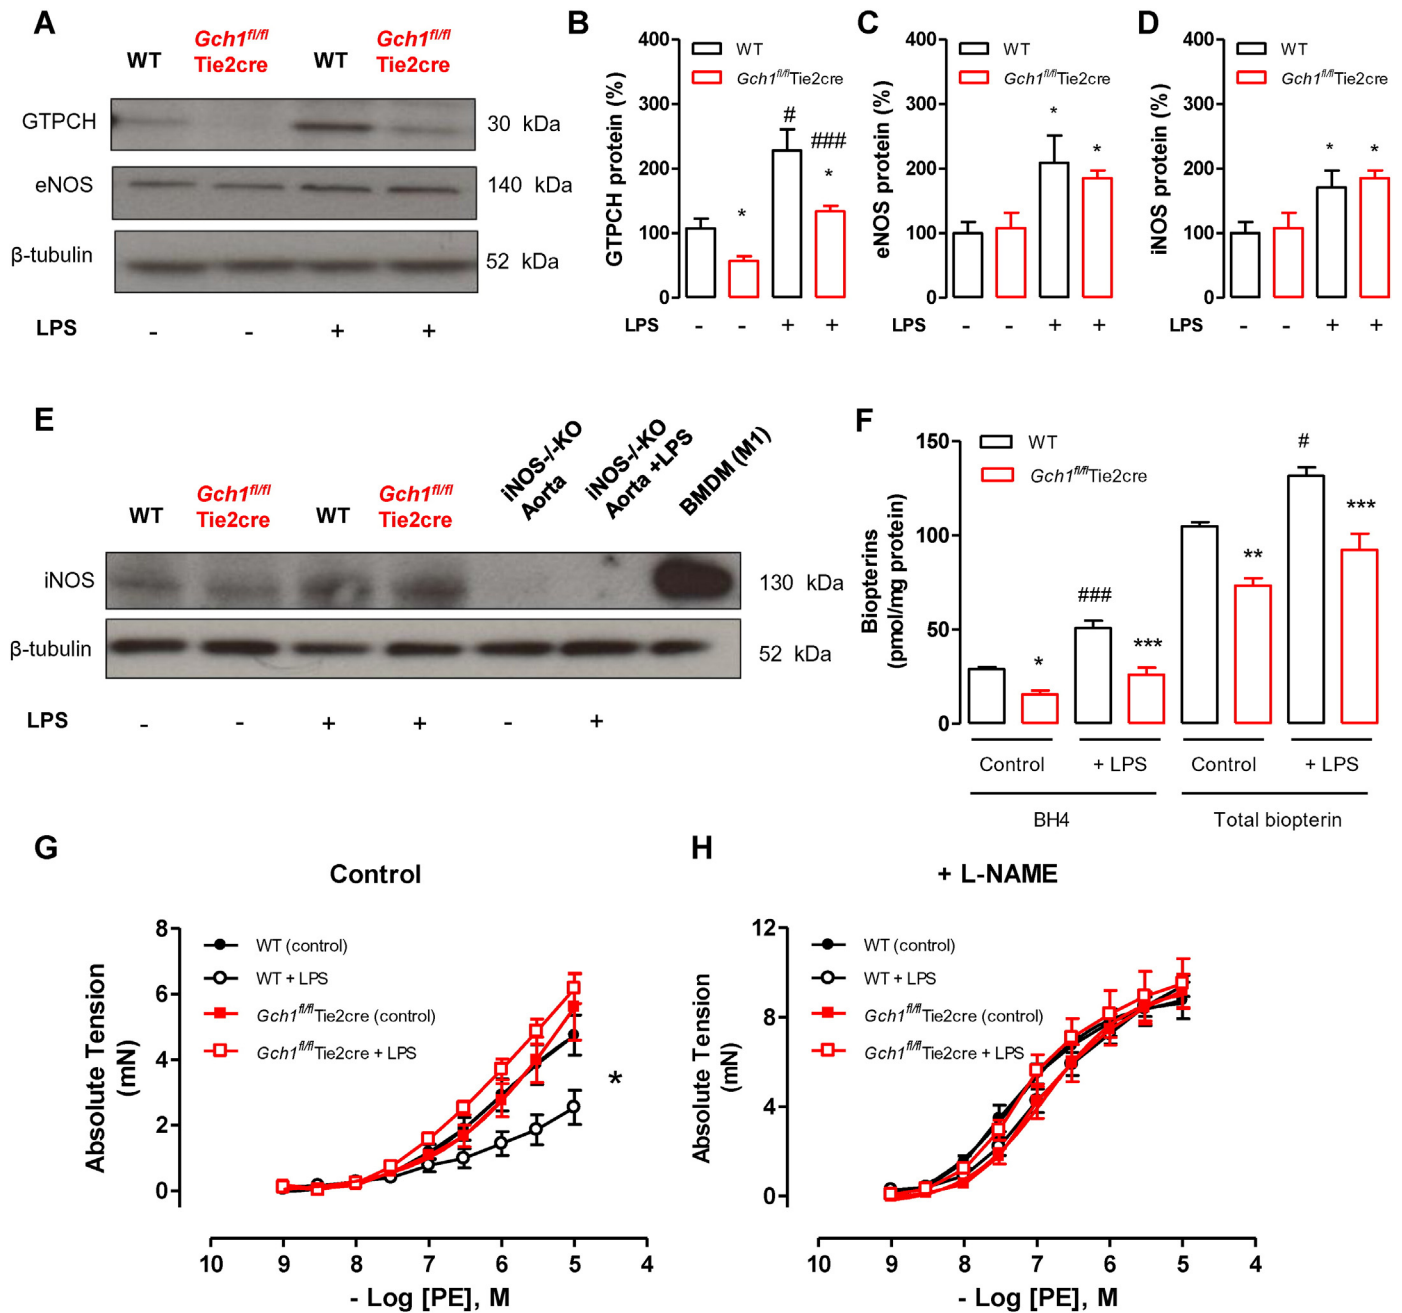 A
WT
Gch1fl/fl
Tie2cre
WT
Gch1fl/fl
Tie2cre
GTPCH
30 kDa
eNOS
140 kDa
β-tubulin
52 kDa
LPS
- - + +
B
WT
Gch1fl/flTie2cre
GTPCH protein (%)
400
300
200
100
0
*
#
###
*
LPS - - + +
C
WT
Gch1fl/flTie2cre
eNOS protein (%)
400
300
200
100
0
*
*
LPS - - + +
D
WT
Gch1fl/flTie2cre
iNOS protein (%)
400
300
200
100
0
*
*
LPS - - + +
E
WT
Gch1fl/fl
Tie2cre
WT
Gch1fl/fl
Tie2cre
iNOS-/-KO
Aorta
iNOS-/-KO
Aorta +LPS
BMDM (M1)
iNOS
130 kDa
β-tubulin
52 kDa
LPS - - + + - +
F
WT
Gch1fl/flTie2cre
Biopterins
(pmol/mg protein)
150
100
50
0
*
###
***
**
#
***
Control + LPS Control + LPS
BH4 Total biopterin
G
Control
WT (control)
WT + LPS
Gch1fl/flTie2cre (control)
Gch1fl/flTie2cre + LPS
Absolute Tension
(mN)
8
6
4
2
0
*
10 9 8 7 6 5 4
- Log [PE], M
H
+ L-NAME
WT (control)
WT + LPS
Gch1fl/flTie2cre (control)
Gch1fl/flTie2cre + LPS
Absolute Tension
(mN)
12
8
4
0
10 9 8 7 6 5 4
- Log [PE], M